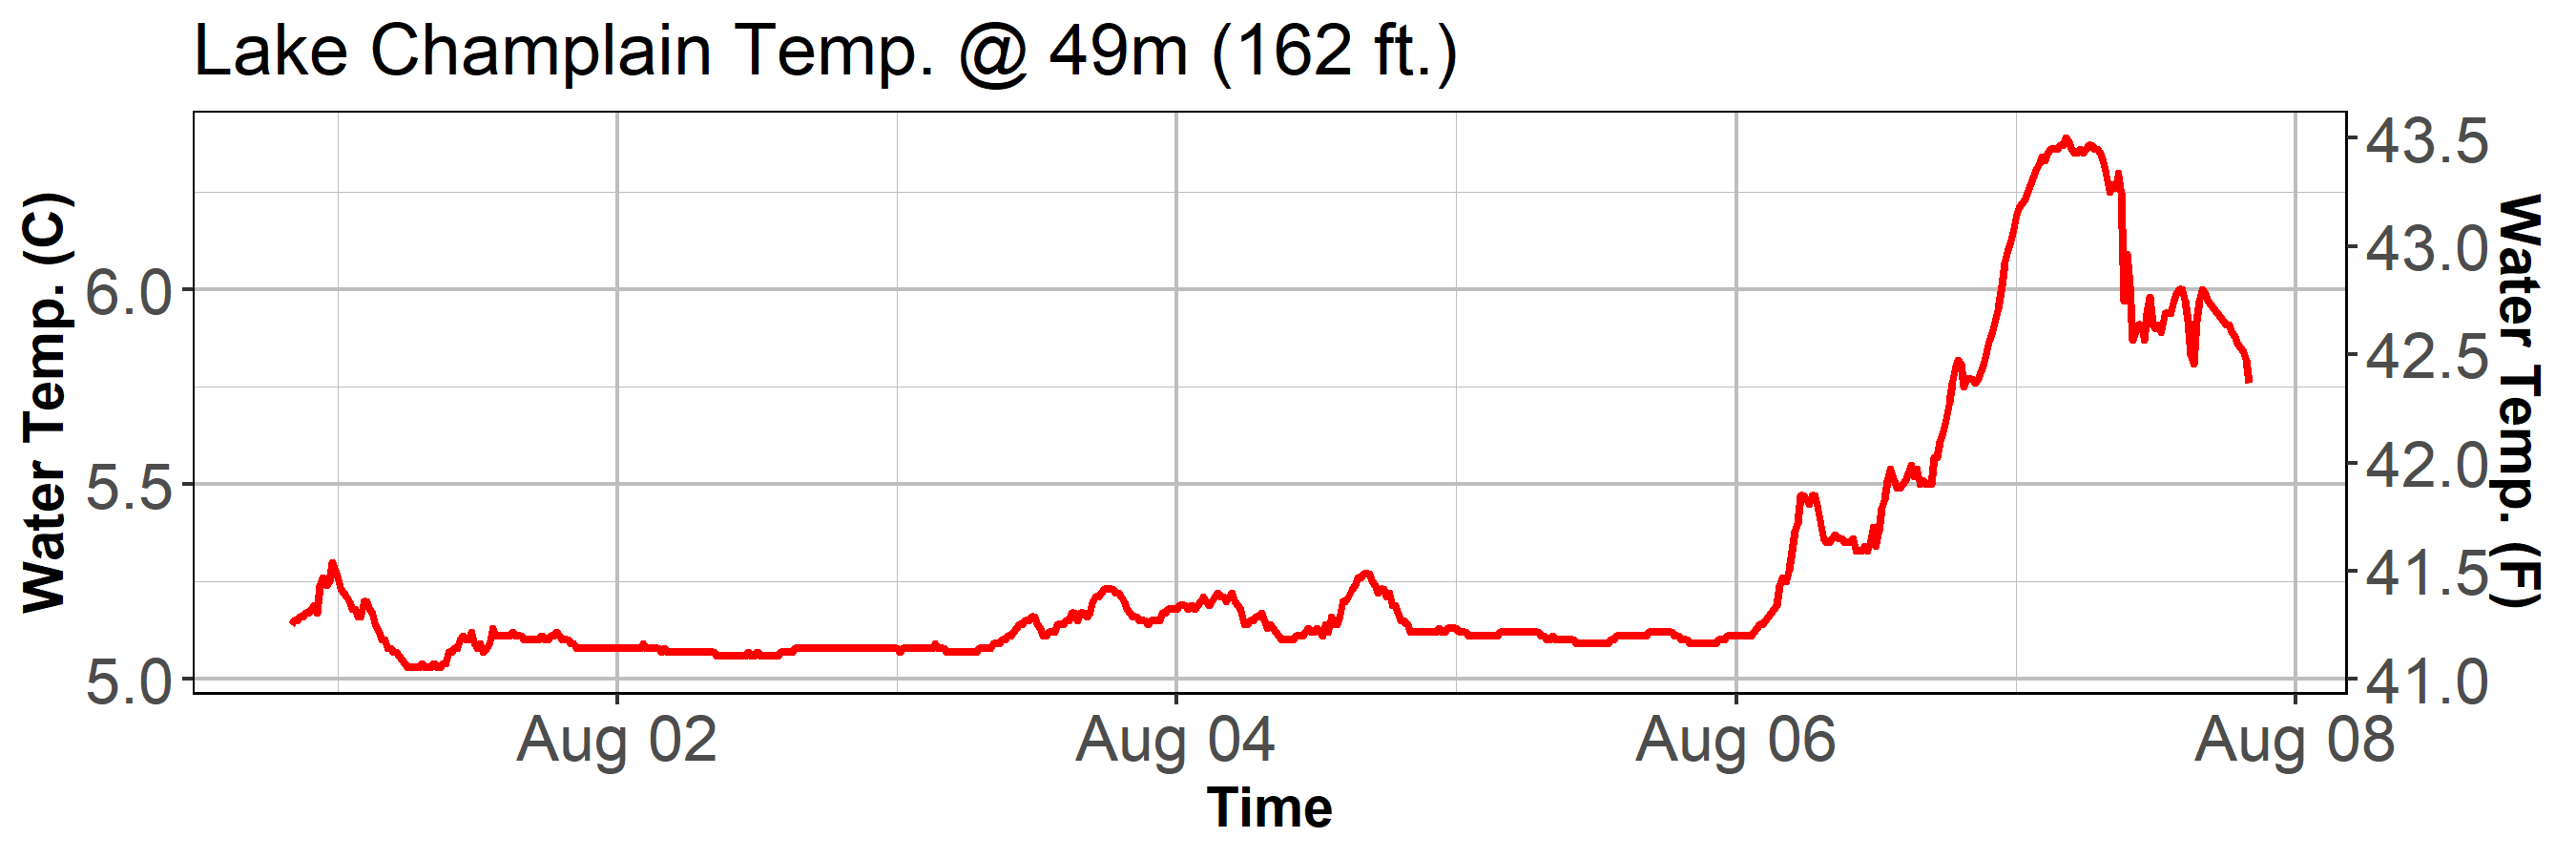 Lake Champlain Temp. @ 49m (162 ft.)
Water Temp. (C)
6.0
5.5
5.0
43.5
43.0
42.5
42.0
41.5
41.0
Water Temp. (F)
Aug 02 Aug 04 Aug 06 Aug 08
Time